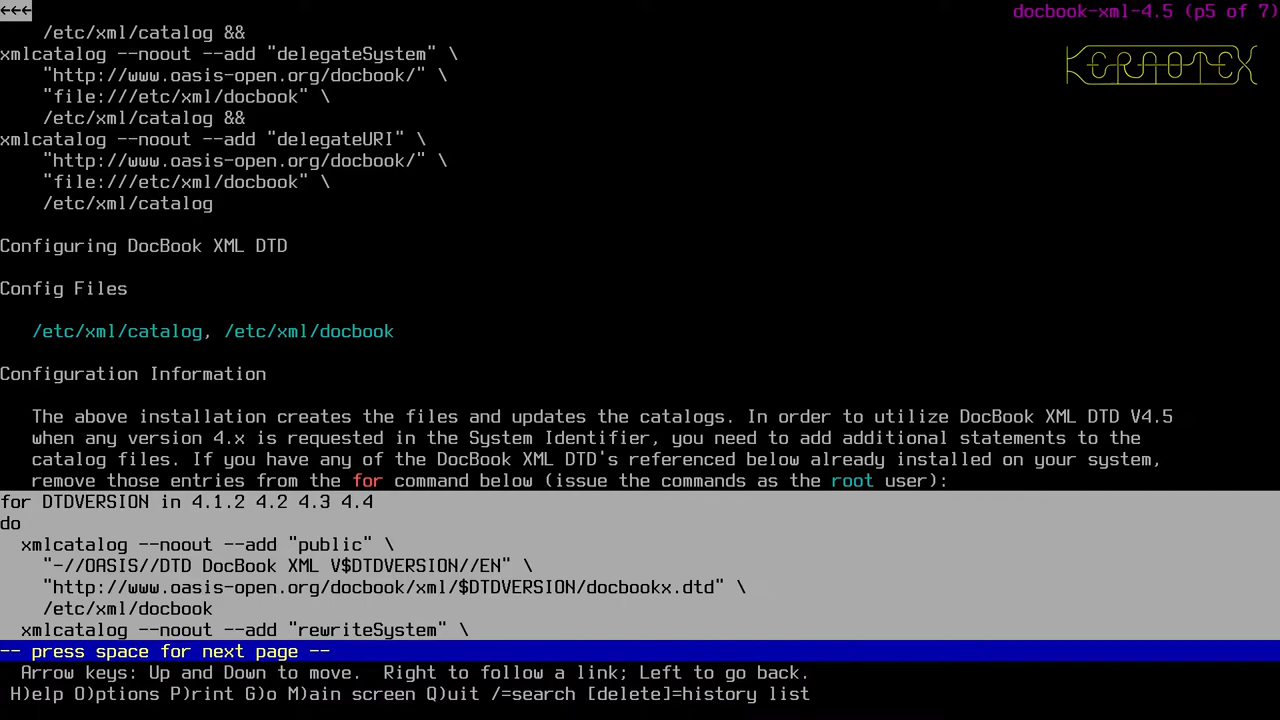 ←←← docbook-xml-4.5 (p5 of 7)
    /etc/xml/catalog &&
KERAOTEX
xmlcatalog --noout --add "delegateSystem" \
    "http://www.oasis-open.org/docbook/" \
    "file:///etc/xml/docbook" \
    /etc/xml/catalog &&
xmlcatalog --noout --add "delegateURI" \
    "http://www.oasis-open.org/docbook/" \
    "file:///etc/xml/docbook" \
    /etc/xml/catalog
Configuring DocBook XML DTD
Config Files
   /etc/xml/catalog, /etc/xml/docbook
Configuration Information
   The above installation creates the files and updates the catalogs. In order to utilize DocBook XML DTD V4.5
   when any version 4.x is requested in the System Identifier, you need to add additional statements to the
   catalog files. If you have any of the DocBook XML DTD's referenced below already installed on your system,
   remove those entries from the for command below (issue the commands as the root user):
for DTDVERSION in 4.1.2 4.2 4.3 4.4
do
  xmlcatalog --noout --add "public" \
    "-//OASIS//DTD DocBook XML V$DTDVERSION//EN" \
    "http://www.oasis-open.org/docbook/xml/$DTDVERSION/docbookx.dtd" \
    /etc/xml/docbook
  xmlcatalog --noout --add "rewriteSystem" \
-- press space for next page --
  Arrow keys: Up and Down to move.  Right to follow a link; Left to go back.
 H)elp O)ptions P)rint G)o M)ain screen Q)uit /=search [delete]=history list